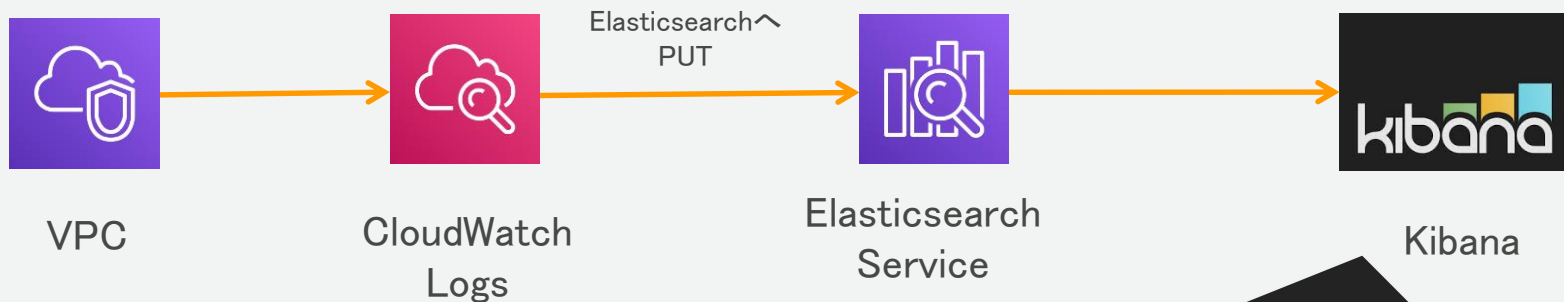 Elasticsearchへ
PUT
kibana
VPC
CloudWatch
Logs
Elasticsearch
Service
Kibana